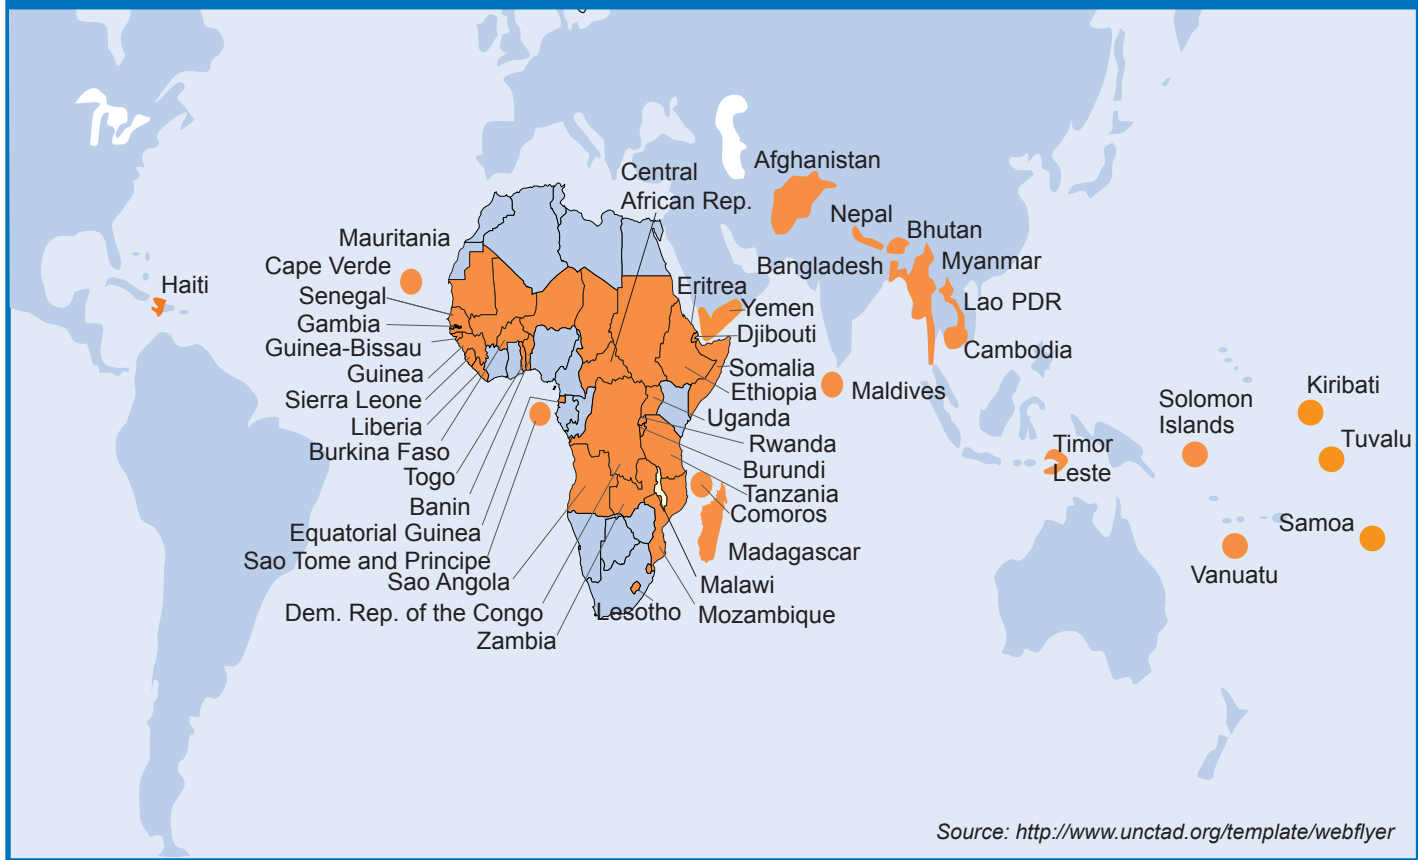 Central
African Rep.
Afghanistan
Nepal
Bhutan
Bangladesh
Myanmar
Lao PDR
Cambodia
Mauritania
Cape Verde
Senegal
Gambia
Guinea-Bissau
Guinea
Sierra Leone
Liberia
Burkina Faso
Togo
Banin
Equatorial Guinea
Sao Tome and Principe
Sao Angola
Dem. Rep. of the Congo
Zambia
Haiti
Eritrea
Yemen
Djibouti
Somalia
Ethiopia
Uganda
Rwanda
Burundi
Tanzania
Comoros
Madagascar
Malawi
Mozambique
Lesotho
Maldives
Timor
Leste
Solomon
Islands
Kiribati
Tuvalu
Samoa
Vanuatu
Source: http://www.unctad.org/template/webflyer